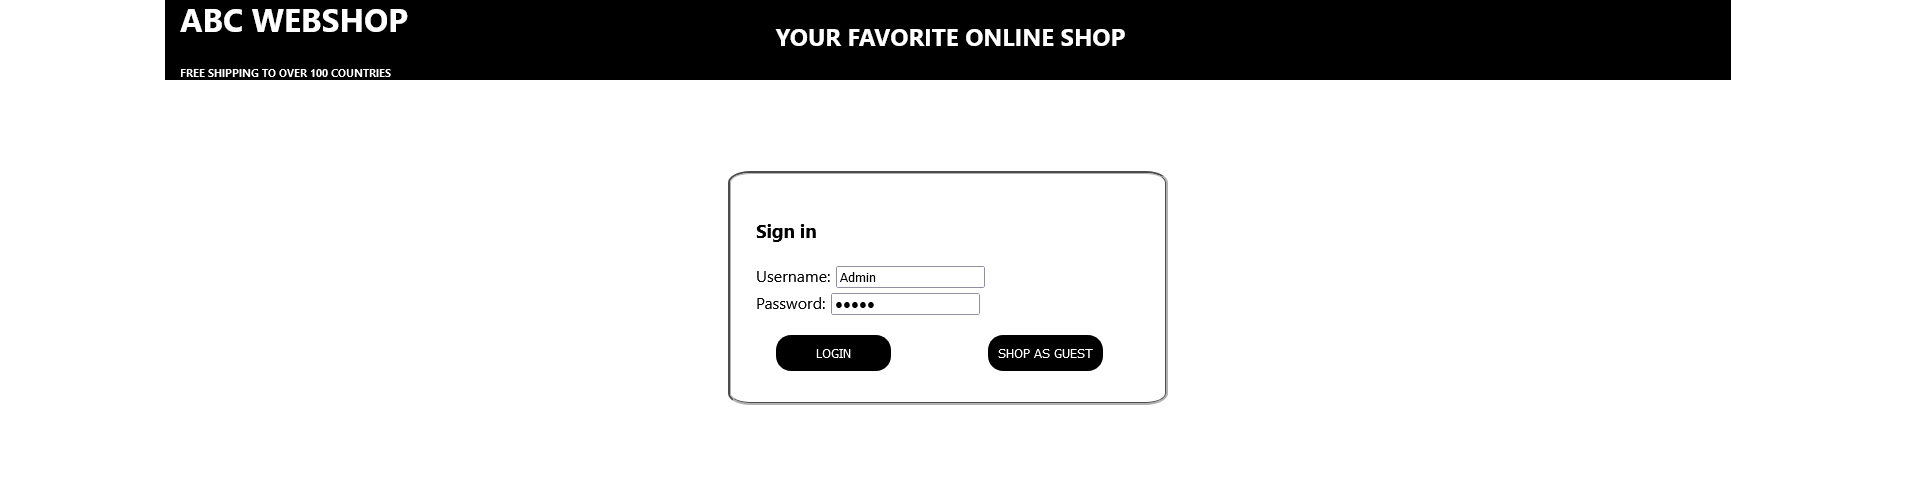 ABC WEBSHOP
YOUR FAVORITE ONLINE SHOP
FREE SHIPPING TO OVER 100 COUNTRIES
Sign in
Username: Admin
Password: •••••
LOGIN
SHOP AS GUEST